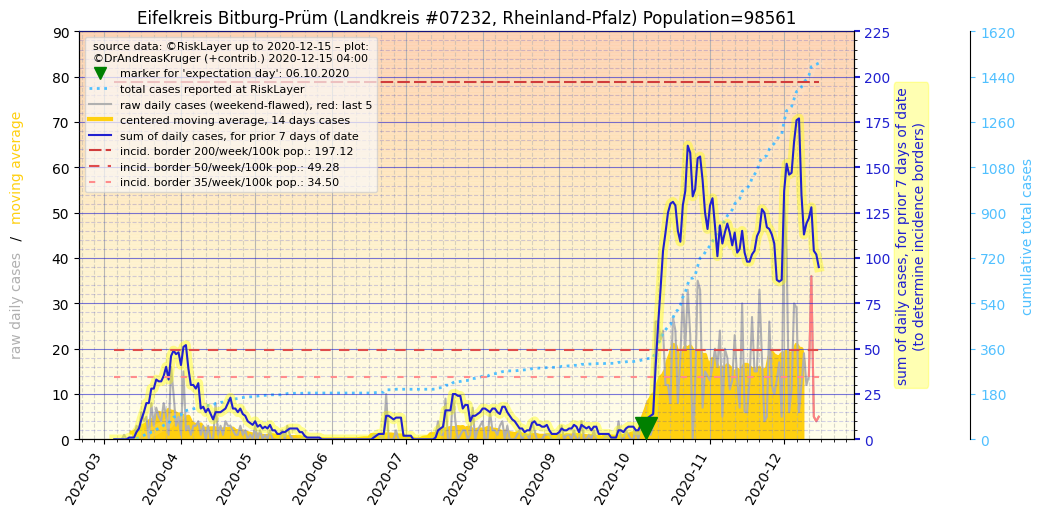 Eifelkreis Bitburg-Prüm (Landkreis #07232, Rheinland-Pfalz) Population=98561
source data: ©RiskLayer up to 2020-12-15 – plot:
©DrAndreasKruger (+contrib.) 2020-12-15 04:00
marker for 'expectation day': 06.10.2020
total cases reported at RiskLayer
raw daily cases (weekend-flawed), red: last 5
centered moving average, 14 days cases
sum of daily cases, for prior 7 days of date
incid. border 200/week/100k pop.: 197.12
incid. border 50/week/100k pop.: 49.28
incid. border 35/week/100k pop.: 34.50
raw daily cases / moving average
90
80
70
60
50
40
30
20
10
0
2020-03
2020-04
2020-05
2020-06
2020-07
2020-08
2020-09
2020-10
2020-11
2020-12
225
200
175
150
125
100
75
50
25
0
sum of daily cases, for prior 7 days of date
(to determine incidence borders)
1620
1440
1260
1080
900
720
540
360
180
0
cumulative total cases